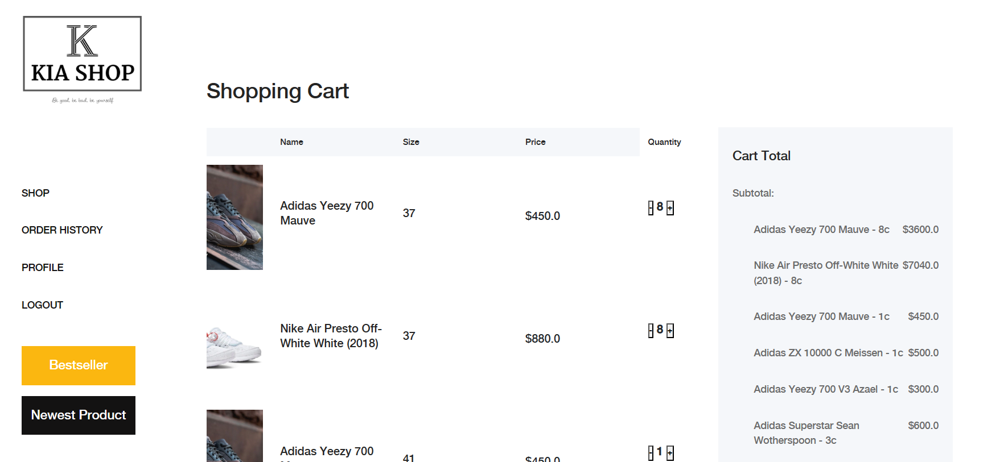 K
KIA SHOP
Be good, be bad, be yourself
SHOP
ORDER HISTORY
PROFILE
LOGOUT
Bestseller
Newest Product
Shopping Cart
Name Size Price Quantity
Adidas Yeezy 700
Mauve
37
$450.0
- 8 +
Nike Air Presto Off-
White White (2018)
37
$880.0
- 8 +
Adidas Yeezy 700
41
$450.0
- 1 +
Cart Total
Subtotal:
Adidas Yeezy 700 Mauve - 8c $3600.0
Nike Air Presto Off-White White $7040.0
(2018) - 8c
Adidas Yeezy 700 Mauve - 1c $450.0
Adidas ZX 10000 C Meissen - 1c $500.0
Adidas Yeezy 700 V3 Azael - 1c $300.0
Adidas Superstar Sean $600.0
Wotherspoon - 3c